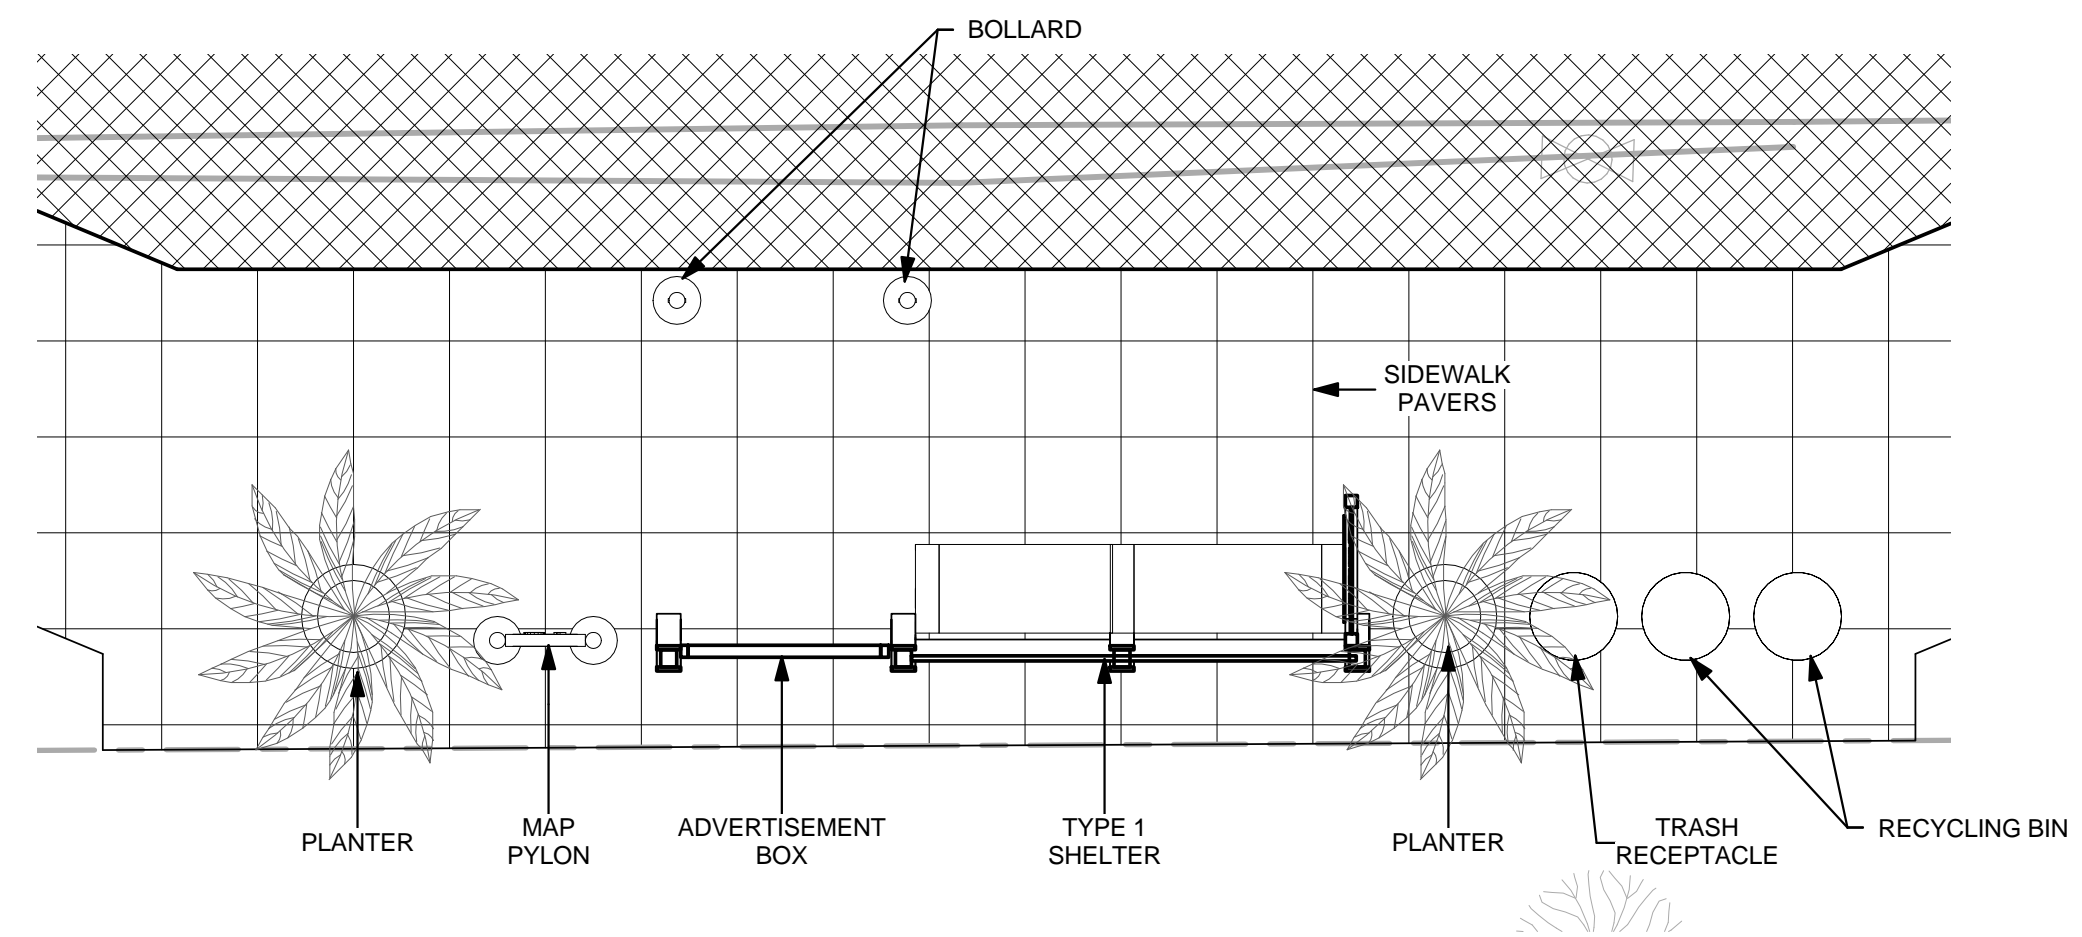 BOLLARD
SIDEWALK
PAVERS
PLANTER
MAP
PYLON
ADVERTISEMENT
BOX
TYPE 1
SHELTER
PLANTER
TRASH
RECEPTACLE
RECYCLING BIN